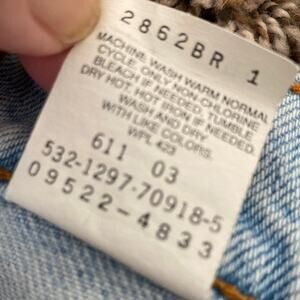 2862BR 1
MACHINE WASH WARM NORMAL
CYCLE. ONLY NON-CHLORINE
BLEACH IF NEEDED. TUMBLE
DRY HOT. HOT IRON IF NEEDED.
WASH AND DRY
WITH LIKE COLORS.
WPL 423
611 03
532-1297-70918-5
09522-4833